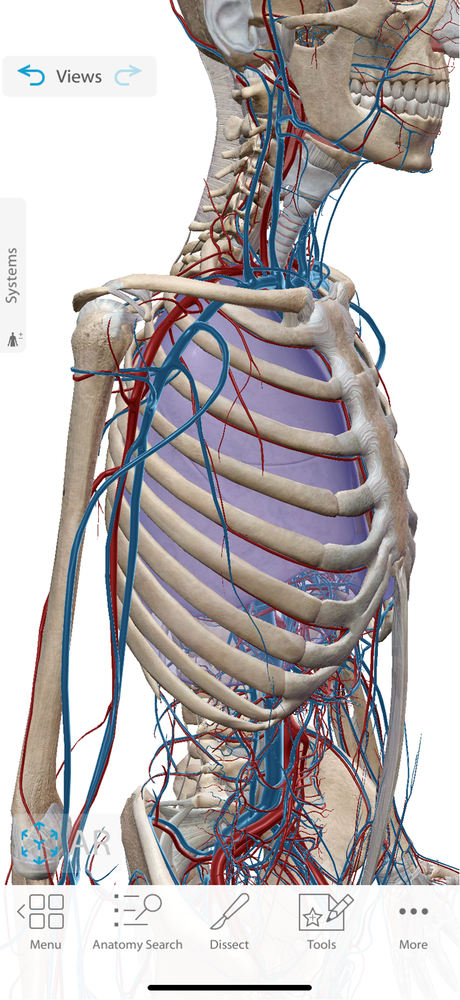 Views
Systems
AR
Menu
Anatomy Search
Dissect
Tools
More